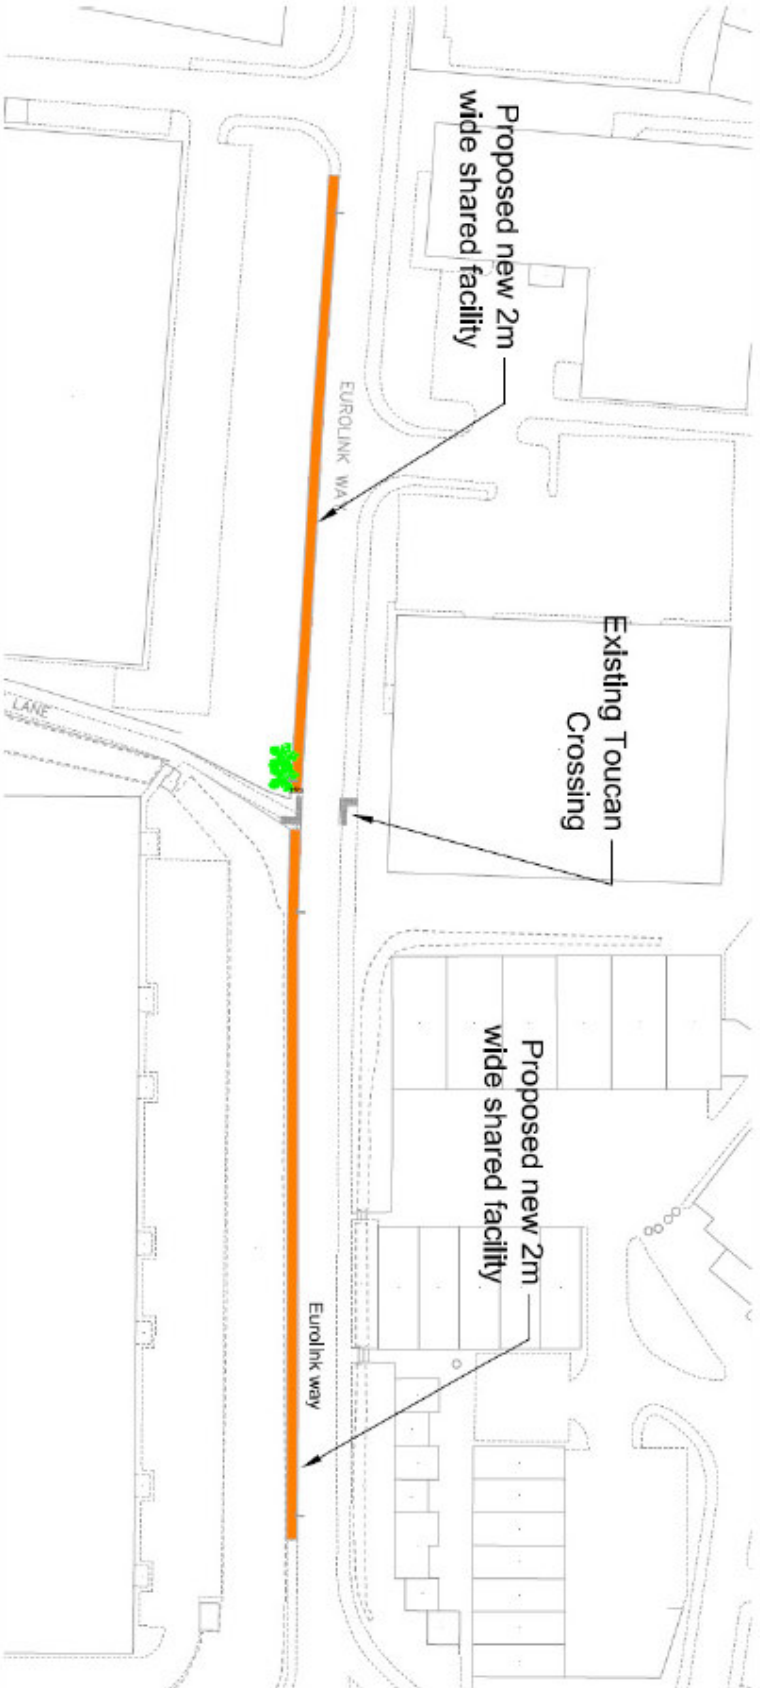 Proposed new 2m
wide shared facility
EUROLINK WAY
Existing Toucan
Crossing
LANE
Proposed new 2m
wide shared facility
Eurolink way